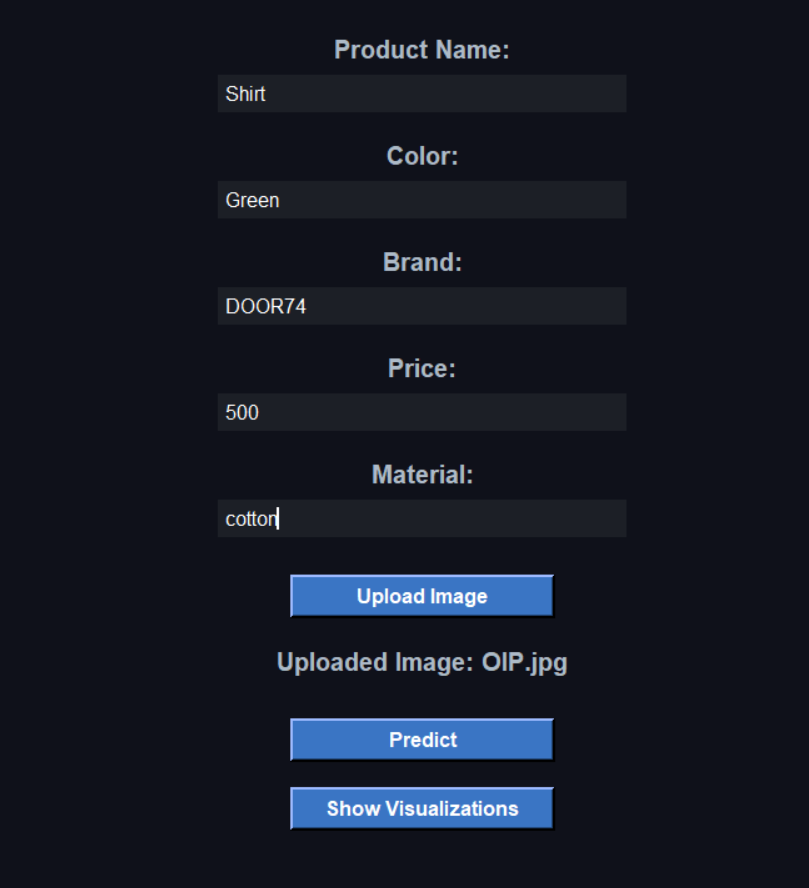 Product Name:
Shirt
Color:
Green
Brand:
DOOR74
Price:
500
Material:
cotton
Upload Image
Uploaded Image: OIP.jpg
Predict
Show Visualizations